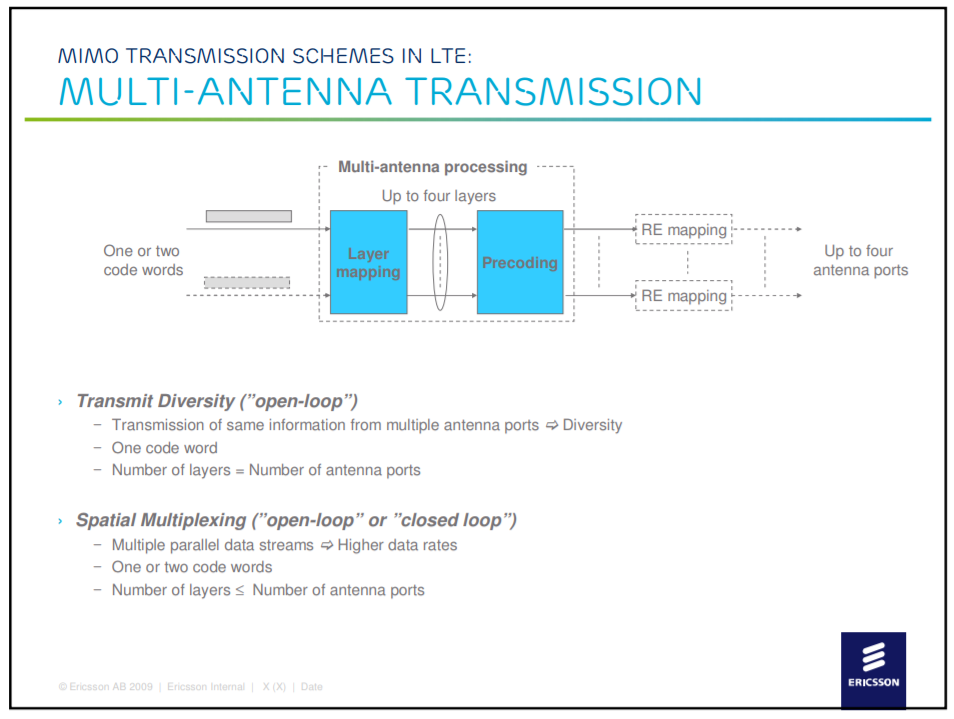 MIMO TRANSMISSION SCHEMES IN LTE:
MULTI-ANTENNA TRANSMISSION
Multi-antenna processing
Up to four layers
One or two
code words
Layer
mapping
Precoding
RE mapping
RE mapping
Up to four
antenna ports
› Transmit Diversity (”open-loop”)
– Transmission of same information from multiple antenna ports ⇨ Diversity
– One code word
– Number of layers = Number of antenna ports
› Spatial Multiplexing (”open-loop” or ”closed loop”)
– Multiple parallel data streams ⇨ Higher data rates
– One or two code words
– Number of layers ≤ Number of antenna ports
© Ericsson AB 2009 | Ericsson Internal | X (X) | Date
ERICSSON